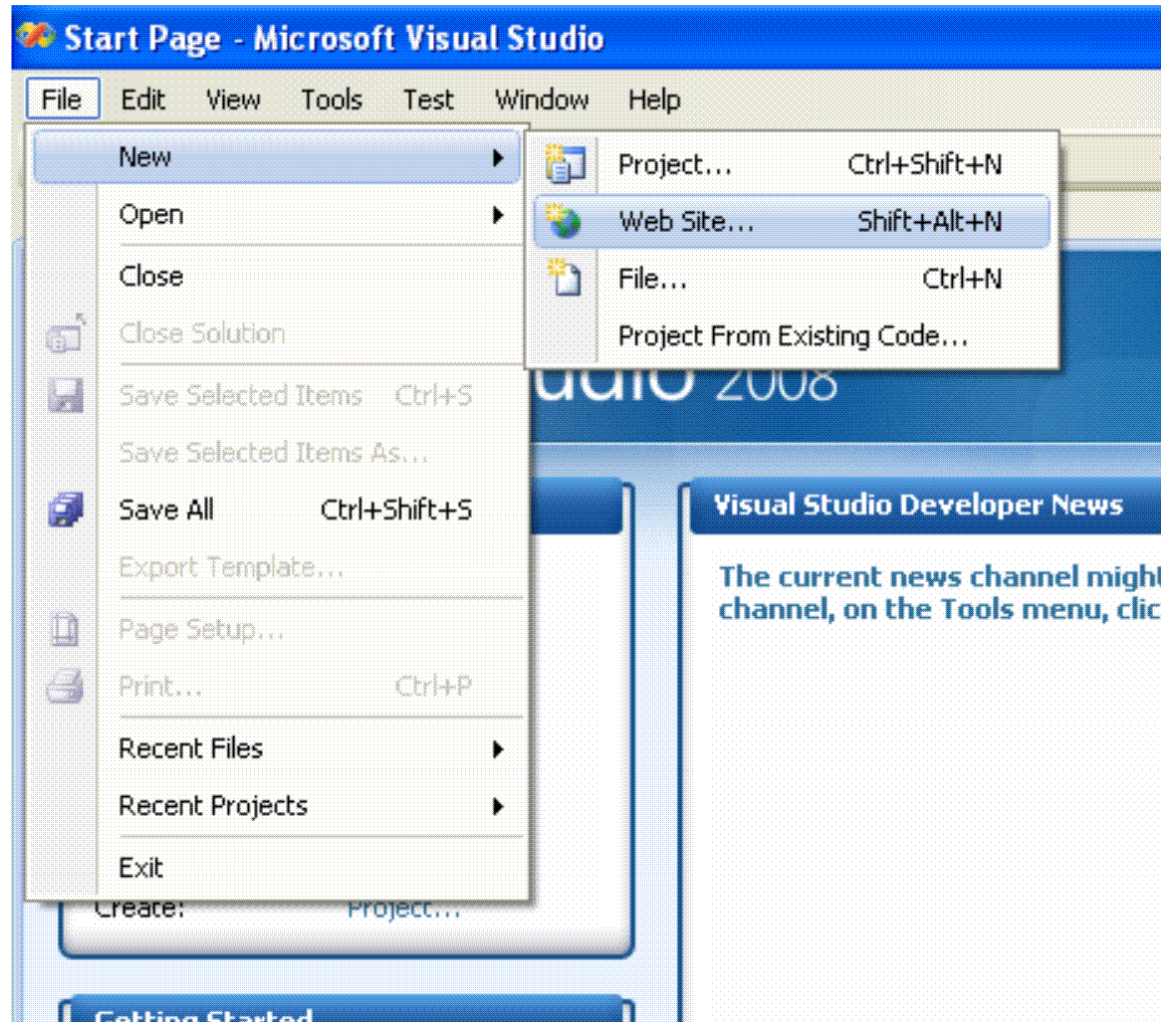 Start Page - Microsoft Visual Studio
File Edit View Tools Test Window Help
New
Project... Ctrl+Shift+N
Open
Web Site... Shift+Alt+N
Close
File... Ctrl+N
Close Solution
Project From Existing Code...
2008
Save Selected Items Ctrl+S
Save Selected Items As...
Save All Ctrl+Shift+S
Visual Studio Developer News
Export Template...
The current news channel might
channel, on the Tools menu, clic
Page Setup...
Print... Ctrl+P
Recent Files
Recent Projects
Exit
Create: Project...
Getting Started